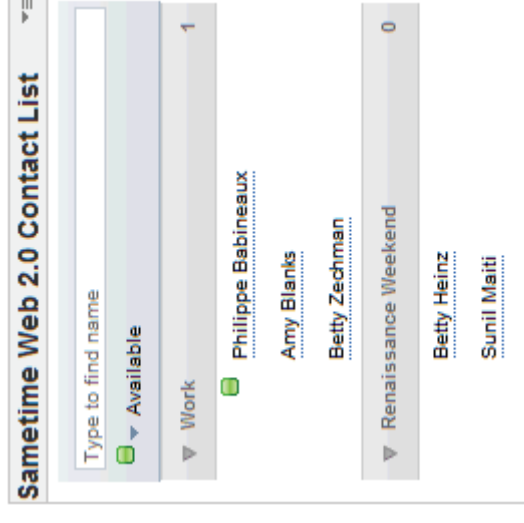 Sametime Web 2.0 Contact List
Type to find name
Available
Work 1
Philippe Babineaux
Amy Blanks
Betty Zechman
Renaissance Weekend 0
Betty Heinz
Sunil Maiti